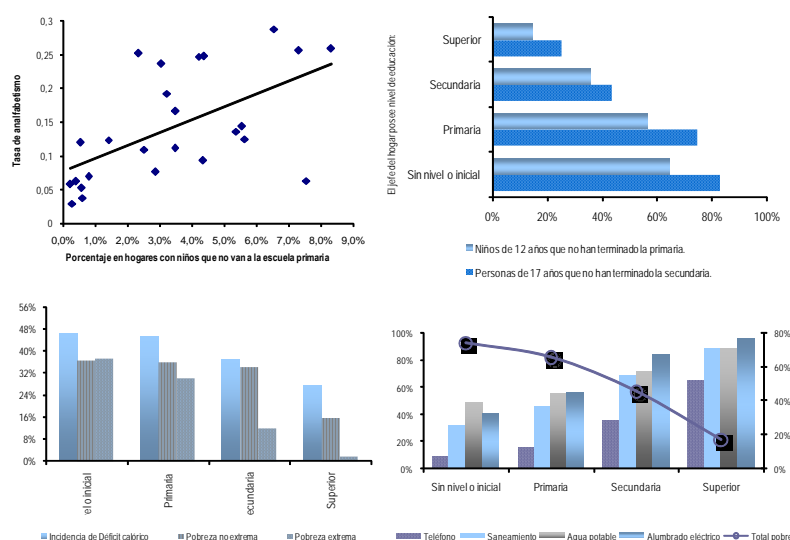 0,3
0,25
0,2
0,15
0,1
0,05
0
Tasa de analfabetismo
0,0% 1,0% 2,0% 3,0% 4,0% 5,0% 6,0% 7,0% 8,0% 9,0%
Porcentaje en hogares con niños que no van a la escuela primaria
El jefe del hogar posee nivel de educación:
Superior
Secundaria
Primaria
Sin nivel o inicial
0% 20% 40% 60% 80% 100%
Niños de 12 años que no han terminado la primaria.
Personas de 17 años que no han terminado la secundaria.
56%
48%
40%
32%
24%
16%
8%
0%
el o inicial
Primaria
ecundaria
Superior
Incidencia de Déficit calórico Pobreza no extrema Pobreza extrema
100%
80%
60%
40%
20%
0%
80%
60%
40%
20%
0%
Sin nivel o inicial Primaria Secundaria Superior
Teléfono Saneamiento Agua potable Alumbrado eléctrico Total pobre